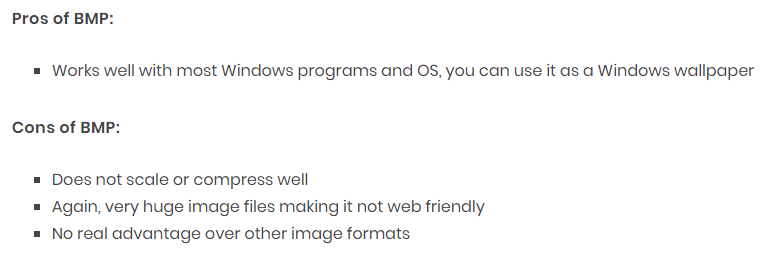 Pros of BMP:
Works well with most Windows programs and OS, you can use it as a Windows wallpaper
Cons of BMP:
Does not scale or compress well
Again, very huge image files making it not web friendly
No real advantage over other image formats